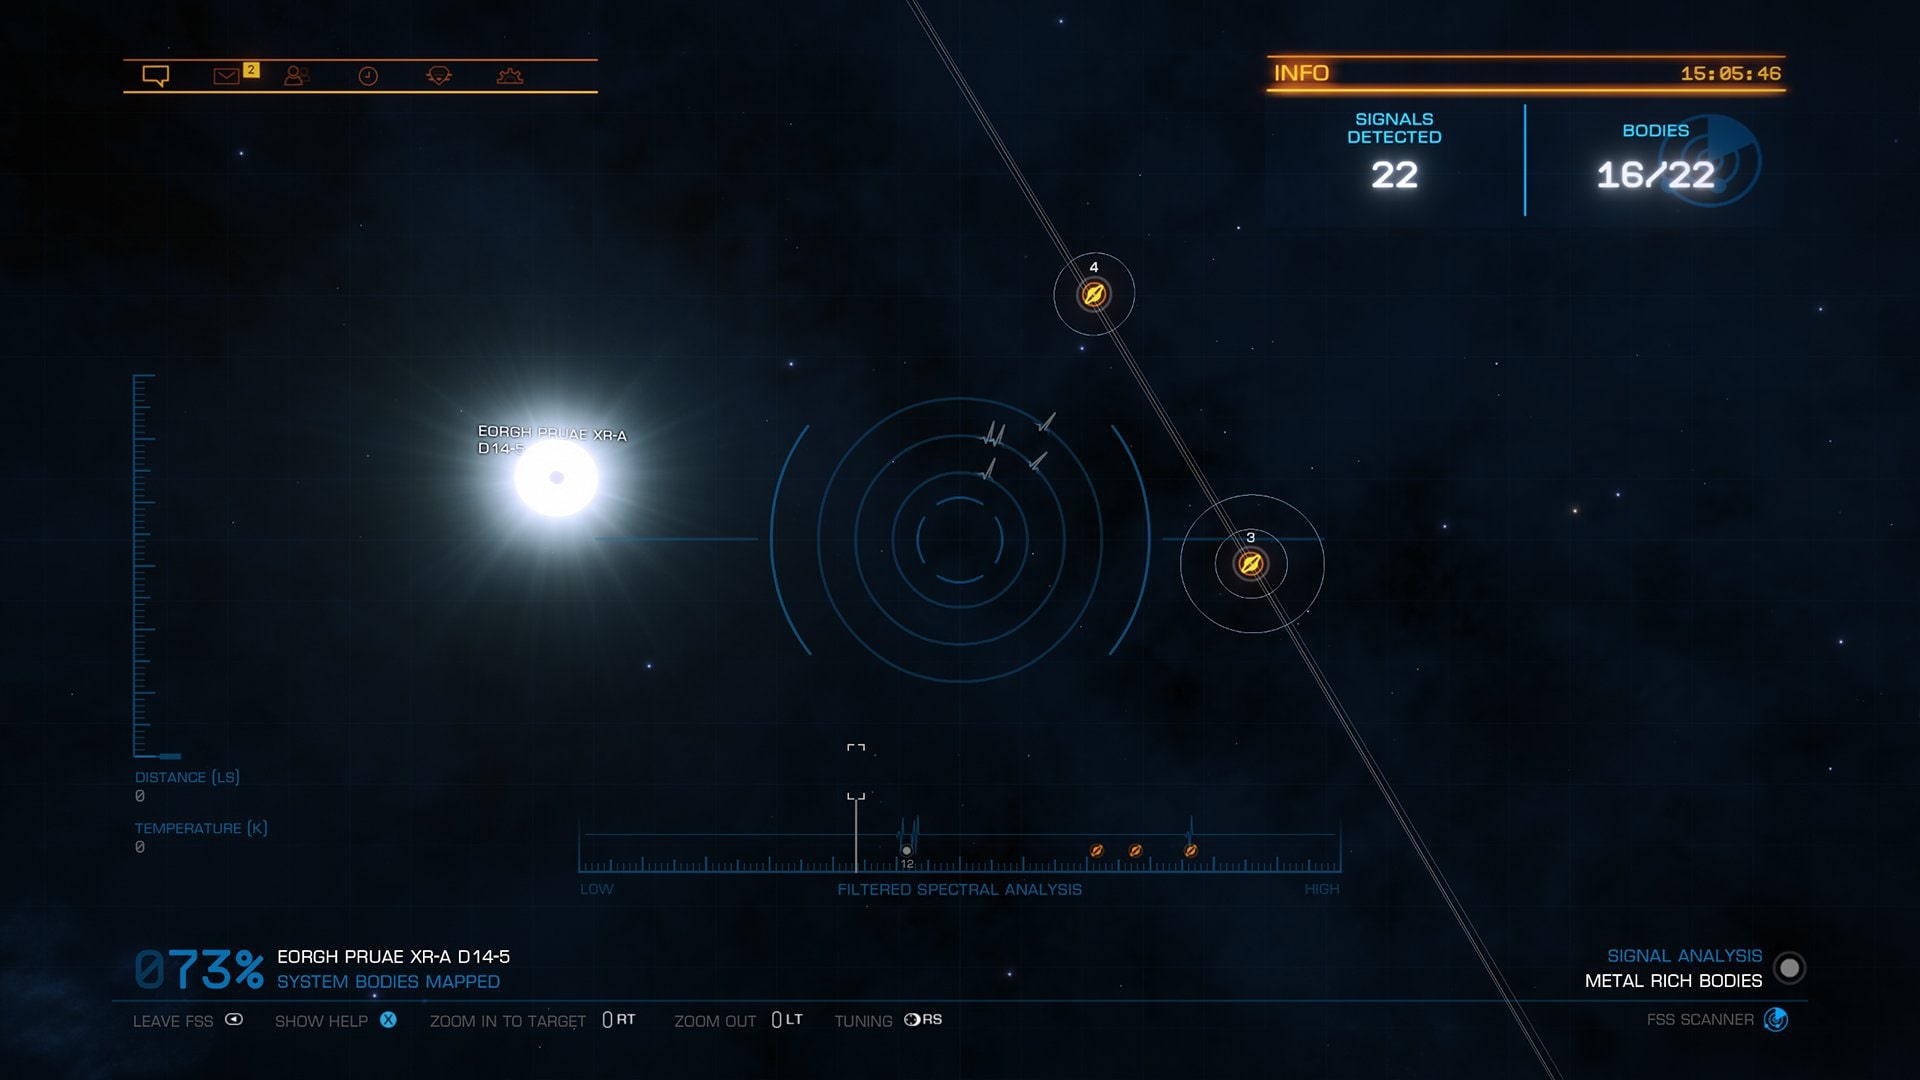 2
INFO
15:05:46
SIGNALS
DETECTED
22
BODIES
16/22
4
EORGH PRUAE XR-A
D14-5
3
DISTANCE (LS)
0
TEMPERATURE (K)
0
12
LOW
FILTERED SPECTRAL ANALYSIS
HIGH
073%
EORGH PRUAE XR-A D14-5
SYSTEM BODIES MAPPED
SIGNAL ANALYSIS
METAL RICH BODIES
LEAVE FSS
SHOW HELP X
ZOOM IN TO TARGET RT
ZOOM OUT LT
TUNING RS
FSS SCANNER